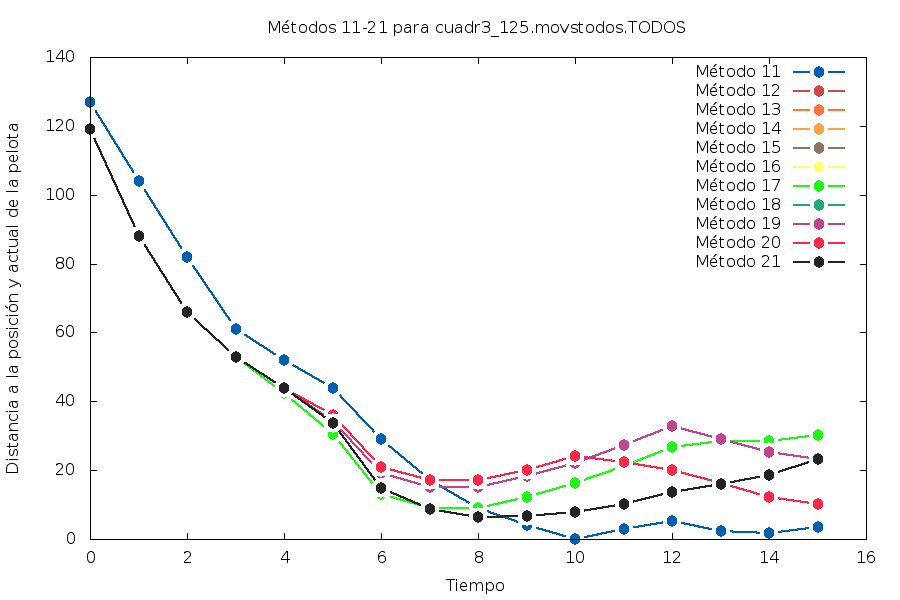 Métodos 11-21 para cuadr3_125.movstodos.TODOS
Distancia a la posición y actual de la pelota
140
120
100
80
60
40
20
0
Método 11
Método 12
Método 13
Método 14
Método 15
Método 16
Método 17
Método 18
Método 19
Método 20
Método 21
0 2 4 6 8 10 12 14 16
Tiempo